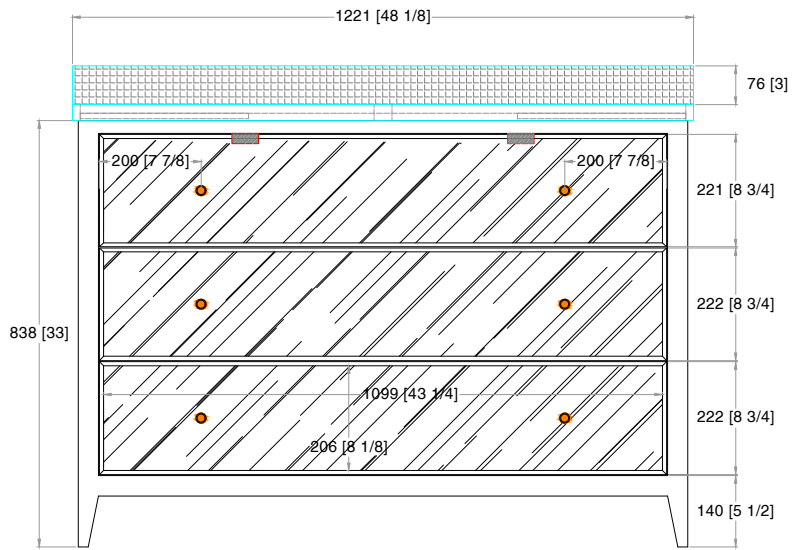 1221 [48 1/8]
76 [3]
200 [7 7/8]
200 [7 7/8]
221 [8 3/4]
222 [8 3/4]
838 [33]
1099 [43 1/4]
222 [8 3/4]
206 [8 1/8]
140 [5 1/2]